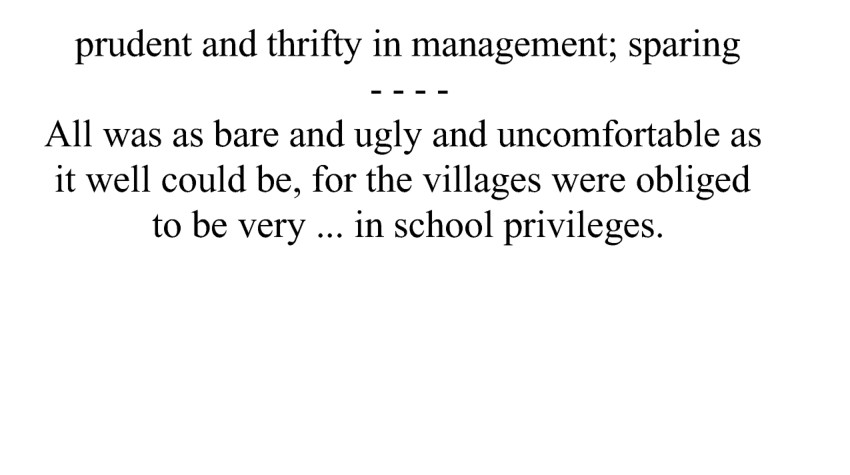 prudent and thrifty in management; sparing
- - - -
All was as bare and ugly and uncomfortable as
it well could be, for the villages were obliged
to be very ... in school privileges.